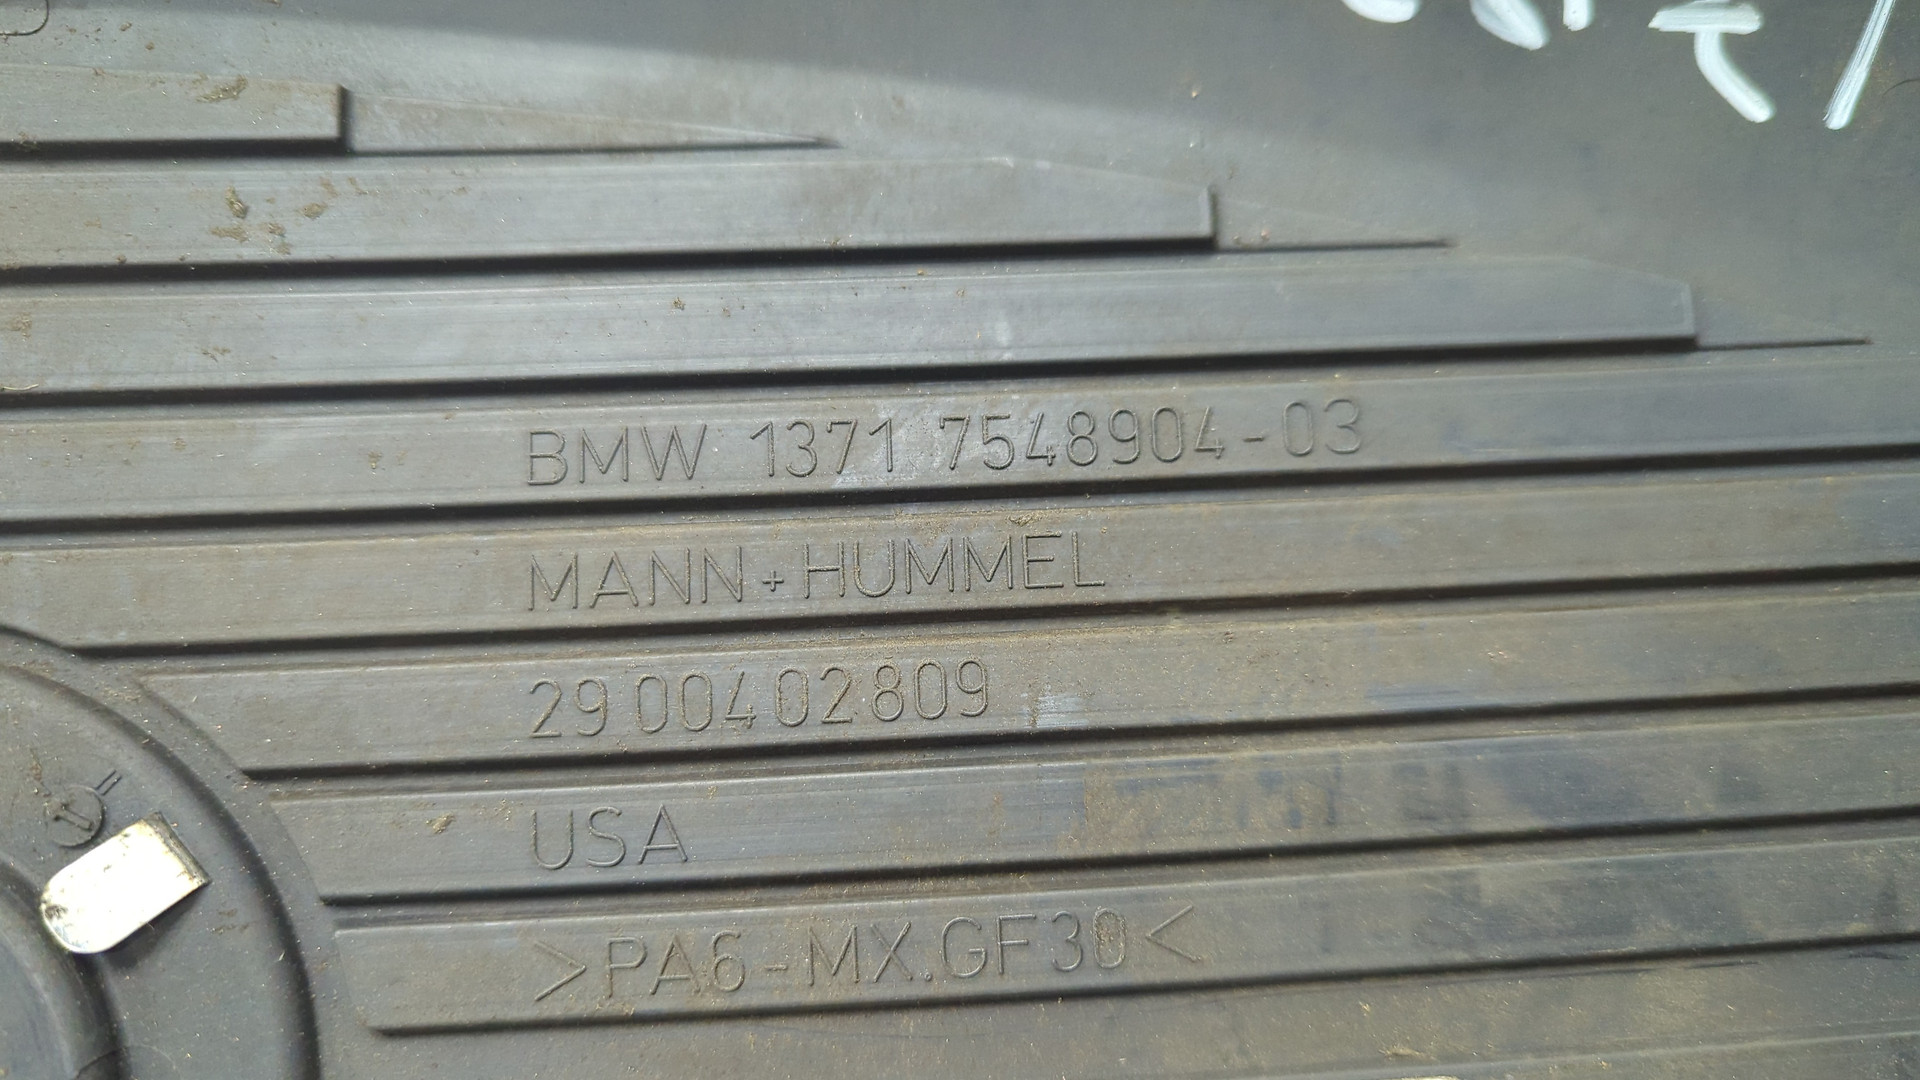 BMW 1371 7548904-03
MANN+HUMMEL
29 00402809
USA
>PA6-MX.GF30<